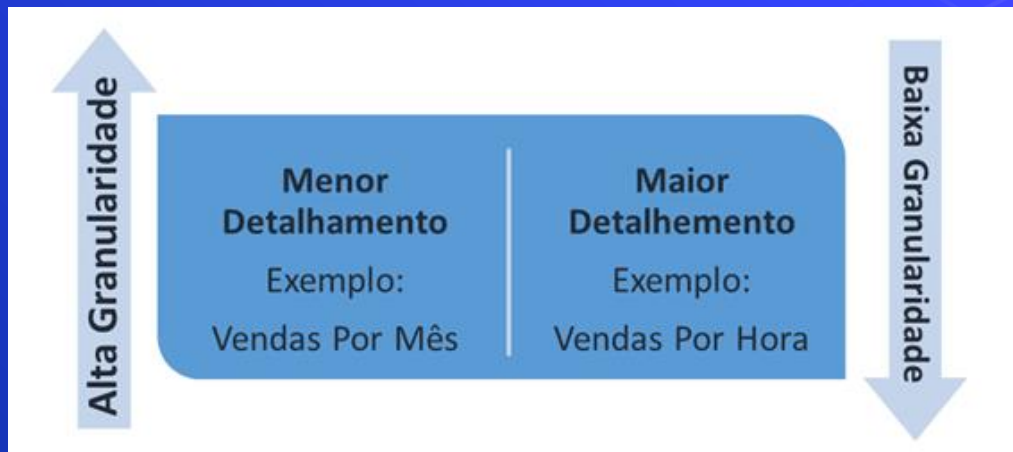 Alta Granularidade
Menor
Detalhamento
Exemplo:
Vendas Por Mês
Maior
Detalhemento
Exemplo:
Vendas Por Hora
Baixa Granularidade